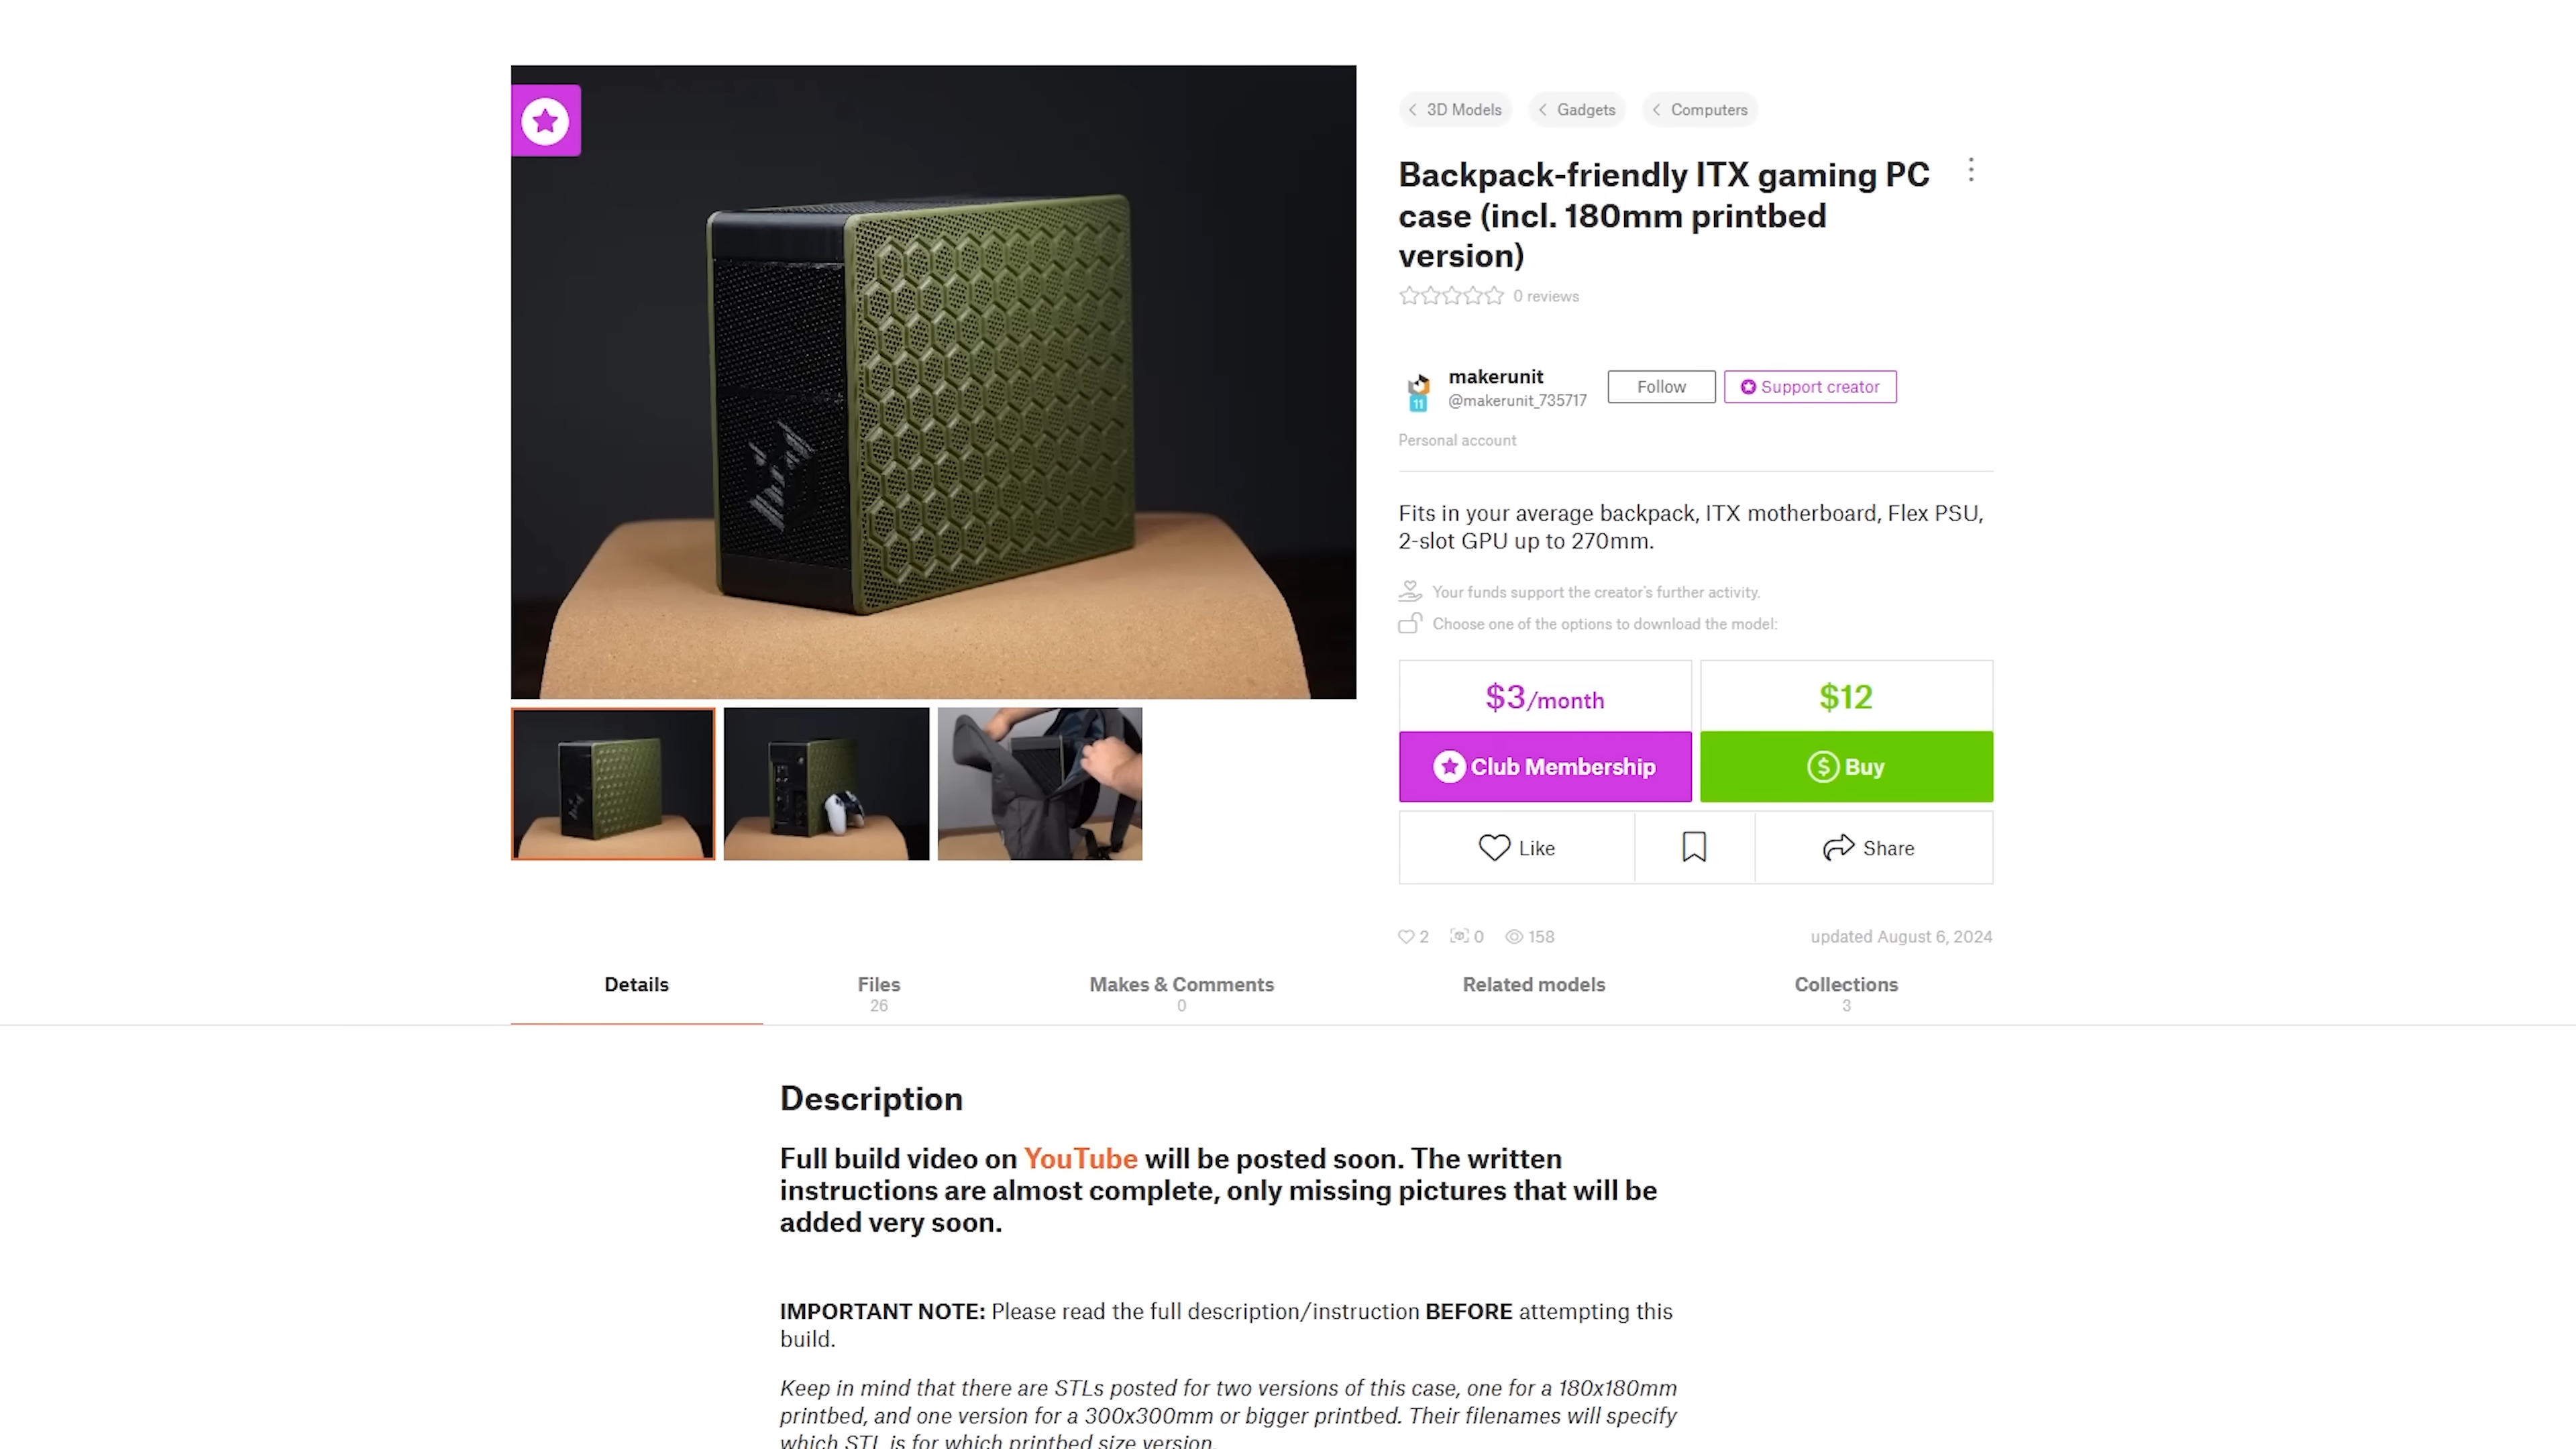 3D Models
Gadgets
Computers
Backpack-friendly ITX gaming PC
case (incl. 180mm printbed
version)
0 reviews
makerunit
@makerunit_735717
11
Follow
Support creator
Personal account
Fits in your average backpack, ITX motherboard, Flex PSU,
2-slot GPU up to 270mm.
Your funds support the creator's further activity.
Choose one of the options to download the model:
$3/month
$12
Club Membership
Buy
Like
Share
2
0
158
updated August 6, 2024
Details
Files
26
Makes & Comments
0
Related models
Collections
3
Description
Full build video on YouTube will be posted soon. The written
instructions are almost complete, only missing pictures that will be
added very soon.
IMPORTANT NOTE: Please read the full description/instruction BEFORE attempting this
build.
Keep in mind that there are STLs posted for two versions of this case, one for a 180x180mm
printbed, and one version for a 300x300mm or bigger printbed. Their filenames will specify
which STL is for which printbed size version.